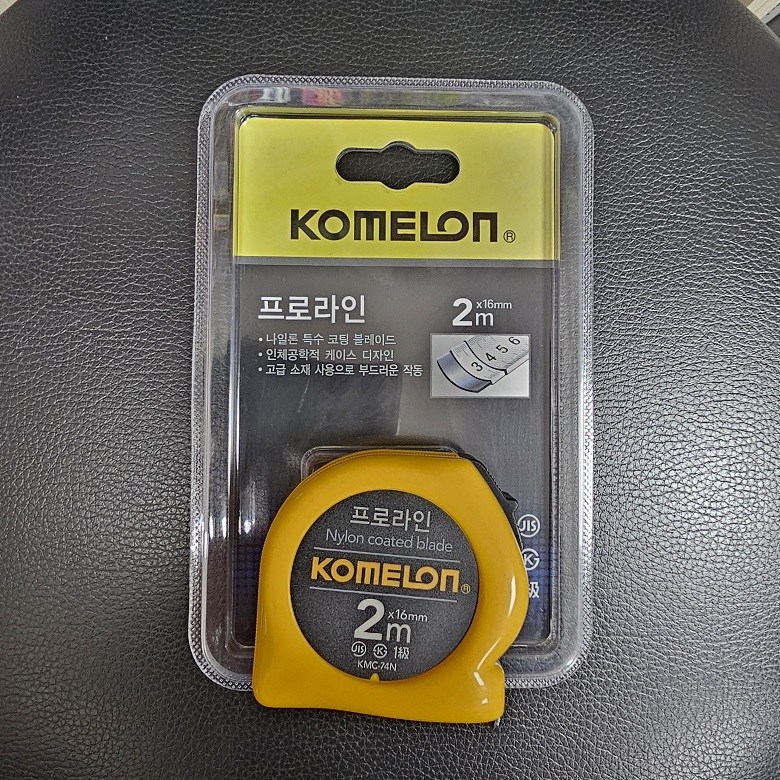 KOMELON®
프로라인
2m x16mm
• 나일론 특수 코팅 블레이드
• 인체공학적 케이스 디자인
• 고급 소재 사용으로 부드러운 작동
3 4 5 6
JIS
K
級
프로라인
Nylon coated blade
KOMELON®
2m x16mm
JIS K 1級
KMC-74N